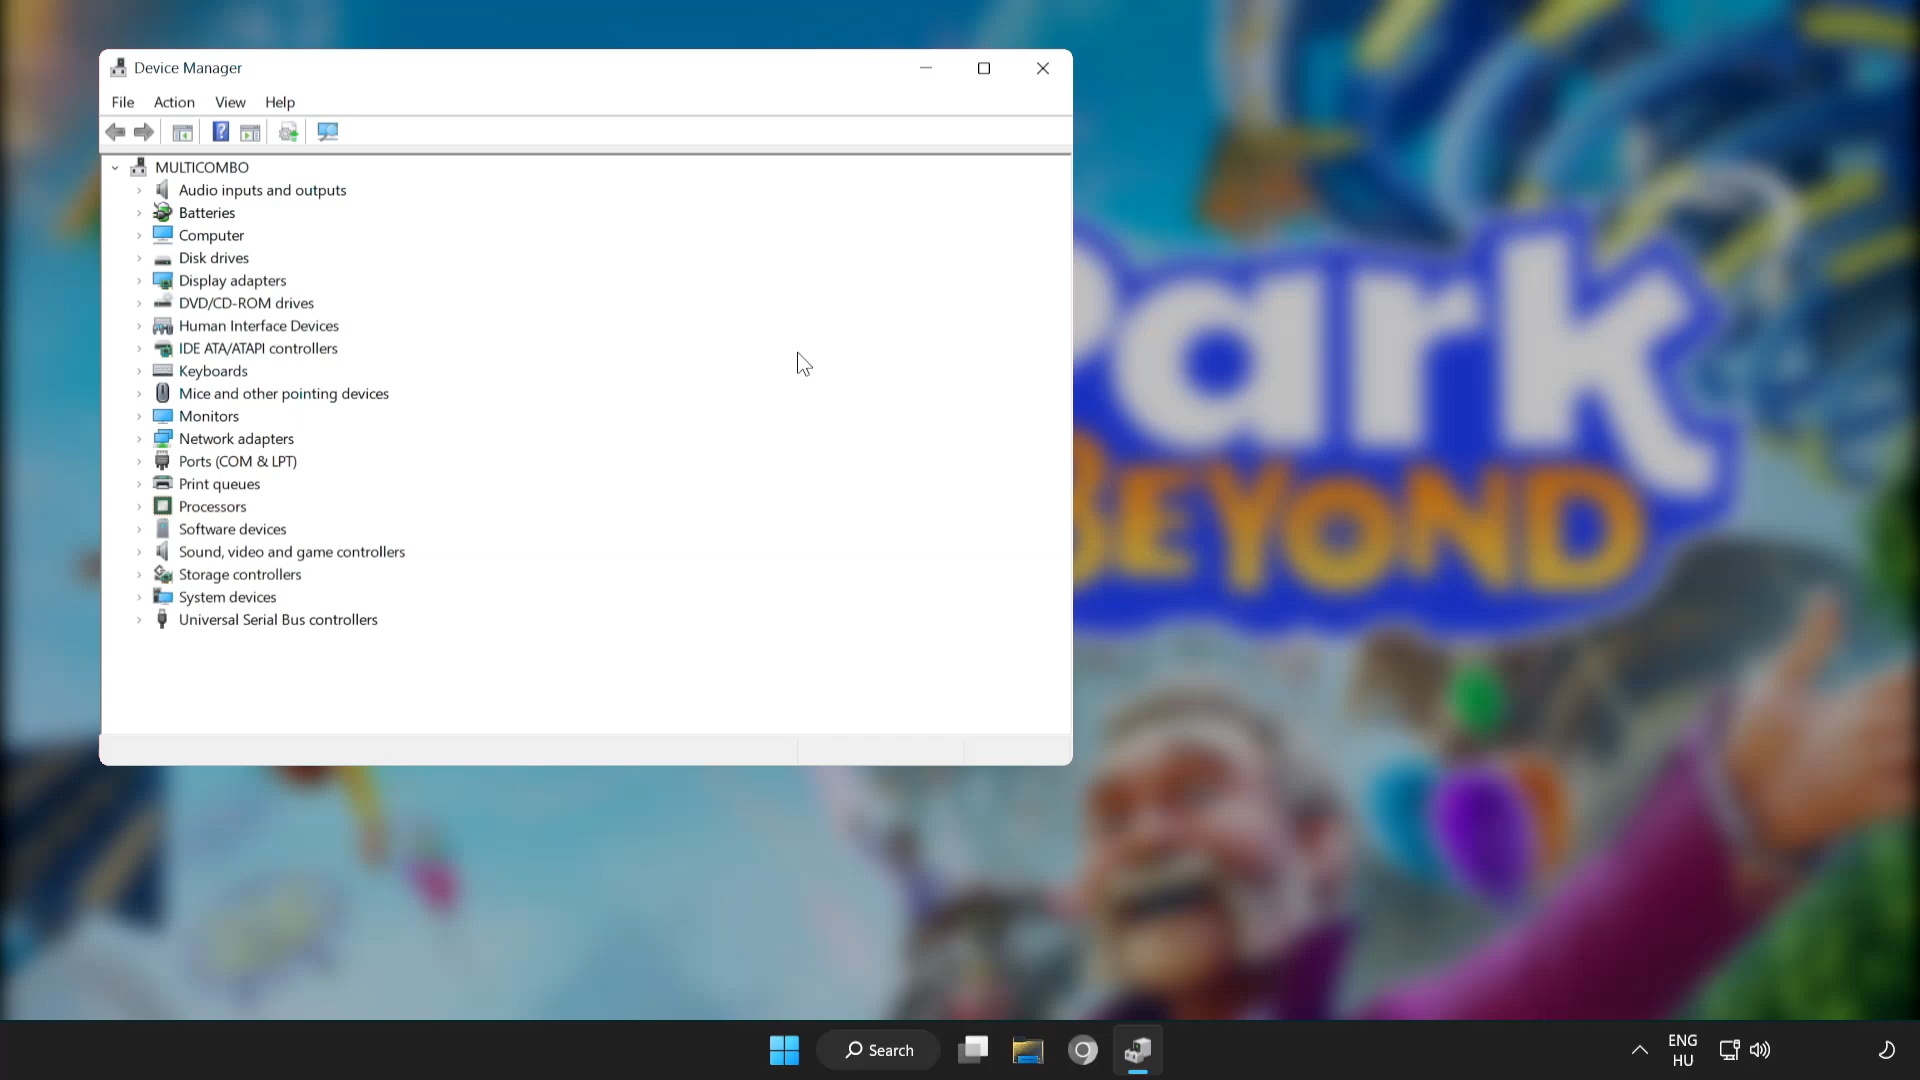 Device Manager
File Action View Help
MULTICOMBO
Audio inputs and outputs
Batteries
Computer
Disk drives
Display adapters
DVD/CD-ROM drives
Human Interface Devices
IDE ATA/ATAPI controllers
Keyboards
Mice and other pointing devices
Monitors
Network adapters
Ports (COM & LPT)
Print queues
Processors
Software devices
Sound, video and game controllers
Storage controllers
System devices
Universal Serial Bus controllers
Park
BEYOND
Search
ENG
HU